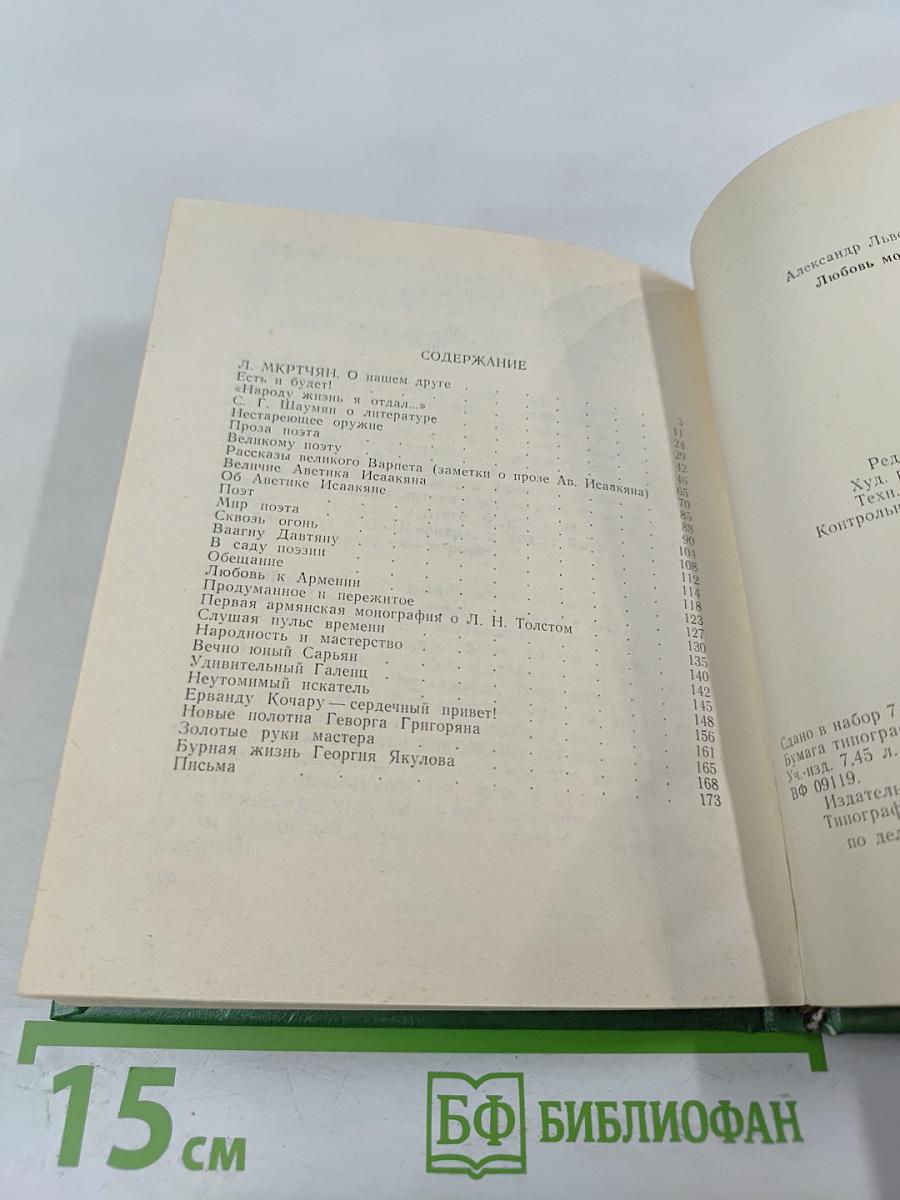 СОДЕРЖАНИЕ
Л. МКРТЧЯН. О нашем друге . . . . . . 3
Есть и будет! . . . . . . 11
«Народу жизнь я отдал...» . . . . . . 24
С. Г. Шаумян о литературе . . . . . . 29
Нестареющее оружие . . . . . . 42
Проза поэта . . . . . . 46
Великому поэту . . . . . . 65
Рассказы великого Варпета (заметки о прозе Ав. Исаакяна) 70
Величие Аветика Исаакяна . . . . . . 85
Об Аветике Исаакяне . . . . . . 88
Поэт . . . . . . 90
Мир поэта . . . . . . 104
Сквозь огонь . . . . . . 108
Ваагну Давтяну . . . . . . 112
В саду поэзии . . . . . . 114
Обещание . . . . . . 118
Любовь к Армении . . . . . . 123
Продуманное и пережитое . . . . . . 127
Первая армянская монография о Л. Н. Толстом . . . 130
Слушая пульс времени . . . . . . 135
Народность и мастерство . . . . . . 140
Вечно юный Сарьян . . . . . . 142
Удивительный Галенц . . . . . . 145
Неутомимый искатель . . . . . . 148
Ерванду Кочару — сердечный привет! . . . . 156
Новые полотна Геворга Григоряна . . . . 161
Золотые руки мастера . . . . . . 165
Бурная жизнь Георгия Якулова . . . . . 168
Письма . . . . . . 173
Александр Льво
Любовь мо
Ред
Худ.
Техн.
Контрольн
Сдано в набор 7
Бумага типограф
Уч.-изд. 7,45 л.
ВФ 09119.
Издатель
Типограф
по дел
15 см
БФ БИБЛИОФАН